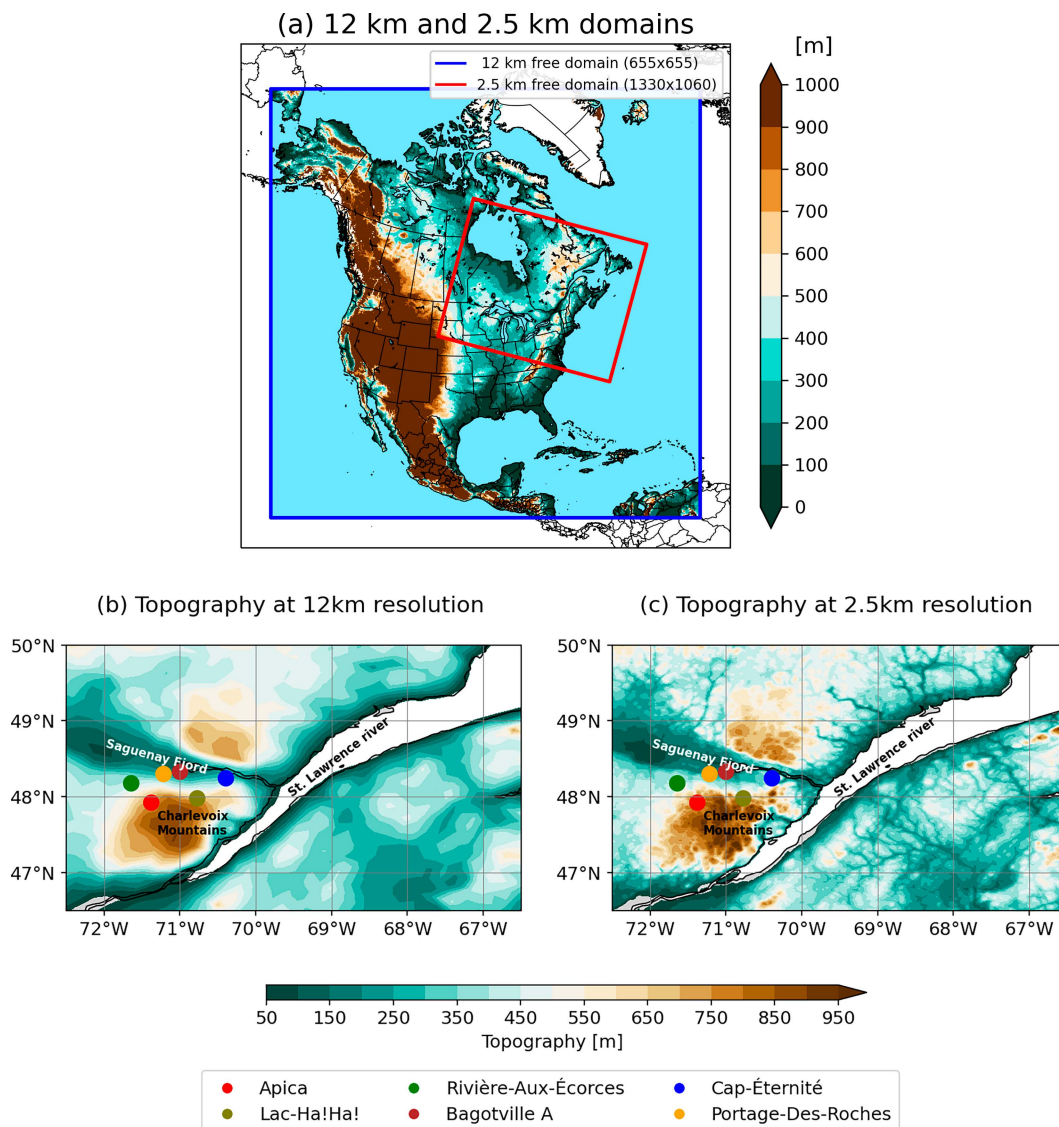 (a) 12 km and 2.5 km domains
[m]
12 km free domain (655x655)
2.5 km free domain (1330x1060)
1000
900
800
700
600
500
400
300
200
100
0
(b) Topography at 12km resolution
(c) Topography at 2.5km resolution
50°N
49°N
48°N
47°N
72°W
71°W
70°W
69°W
68°W
67°W
Saguenay Fjord
St. Lawrence river
Charlevoix
Mountains
50°N
49°N
48°N
47°N
72°W
71°W
70°W
69°W
68°W
67°W
Saguenay Fjord
St. Lawrence river
Charlevoix
Mountains
50
150
250
350
450
550
650
750
850
950
Topography [m]
Apica
Rivière-Aux-Écorces
Cap-Éternité
Lac-Ha!Ha!
Bagotville A
Portage-Des-Roches